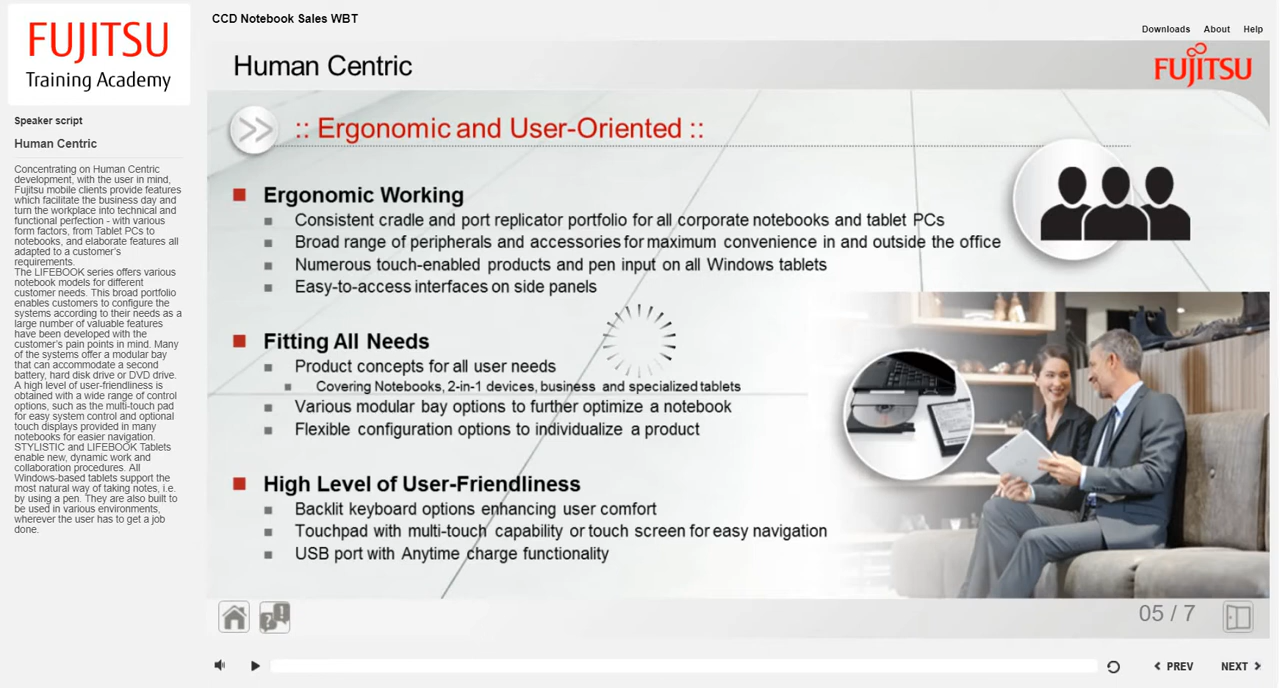 FUJITSU
Training Academy
CCD Notebook Sales WBT
Downloads About Help
Speaker script
Human Centric
Concentrating on Human Centric
development, with the user in mind,
Fujitsu mobile clients provide features
which facilitate the business day and
turn the workplace into technical and
functional perfection - with various
form factors, from Tablet PCs to
notebooks, and elaborate features all
adapted to a customer's
requirements.
The LIFEBOOK series offers various
notebook models for different
customer needs. This broad portfolio
enables customers to configure the
systems according to their needs as a
large number of valuable features
have been developed with the
customer's pain points in mind. Many
of the systems offer a modular bay
that can accommodate a second
battery, hard disk drive or DVD drive.
A high level of user-friendliness is
obtained with a wide range of control
options, such as the multi-touch pad
for easy system control and optional
touch displays provided in many
notebooks for easier navigation.
STYLISTIC and LIFEBOOK Tablets
enable new, dynamic work and
collaboration procedures. All
Windows-based tablets support the
most natural way of taking notes, i.e.
by using a pen. They are also built to
be used in various environments,
wherever the user has to get a job
done.
Human Centric
FUJITSU
:: Ergonomic and User-Oriented ::
Ergonomic Working
Consistent cradle and port replicator portfolio for all corporate notebooks and tablet PCs
Broad range of peripherals and accessories for maximum convenience in and outside the office
Numerous touch-enabled products and pen input on all Windows tablets
Easy-to-access interfaces on side panels
Fitting All Needs
Product concepts for all user needs
Covering Notebooks, 2-in-1 devices, business and specialized tablets
Various modular bay options to further optimize a notebook
Flexible configuration options to individualize a product
High Level of User-Friendliness
Backlit keyboard options enhancing user comfort
Touchpad with multi-touch capability or touch screen for easy navigation
USB port with Anytime charge functionality
05 / 7
PREV NEXT